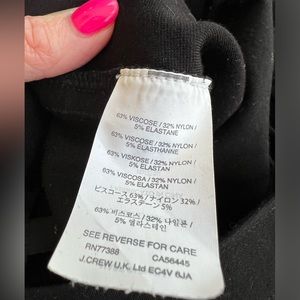 63% VISCOSE / 32% NYLON /
5% ELASTANE
63% VISCOSE / 32% NYLON /
5% ELASTHANNE
63% VISKOSE / 32% NYLON /
5% ELASTAN
63% VISCOSA / 32% NYLON /
5% ELASTAN
ビスコース 63% / ナイロン 32% /
エラステーン 5%
63% 비스코스 / 32% 나일론 /
5% 엘라스테인
SEE REVERSE FOR CARE
RN77388 CA56445
J.CREW U.K. Ltd EC4V 6JA